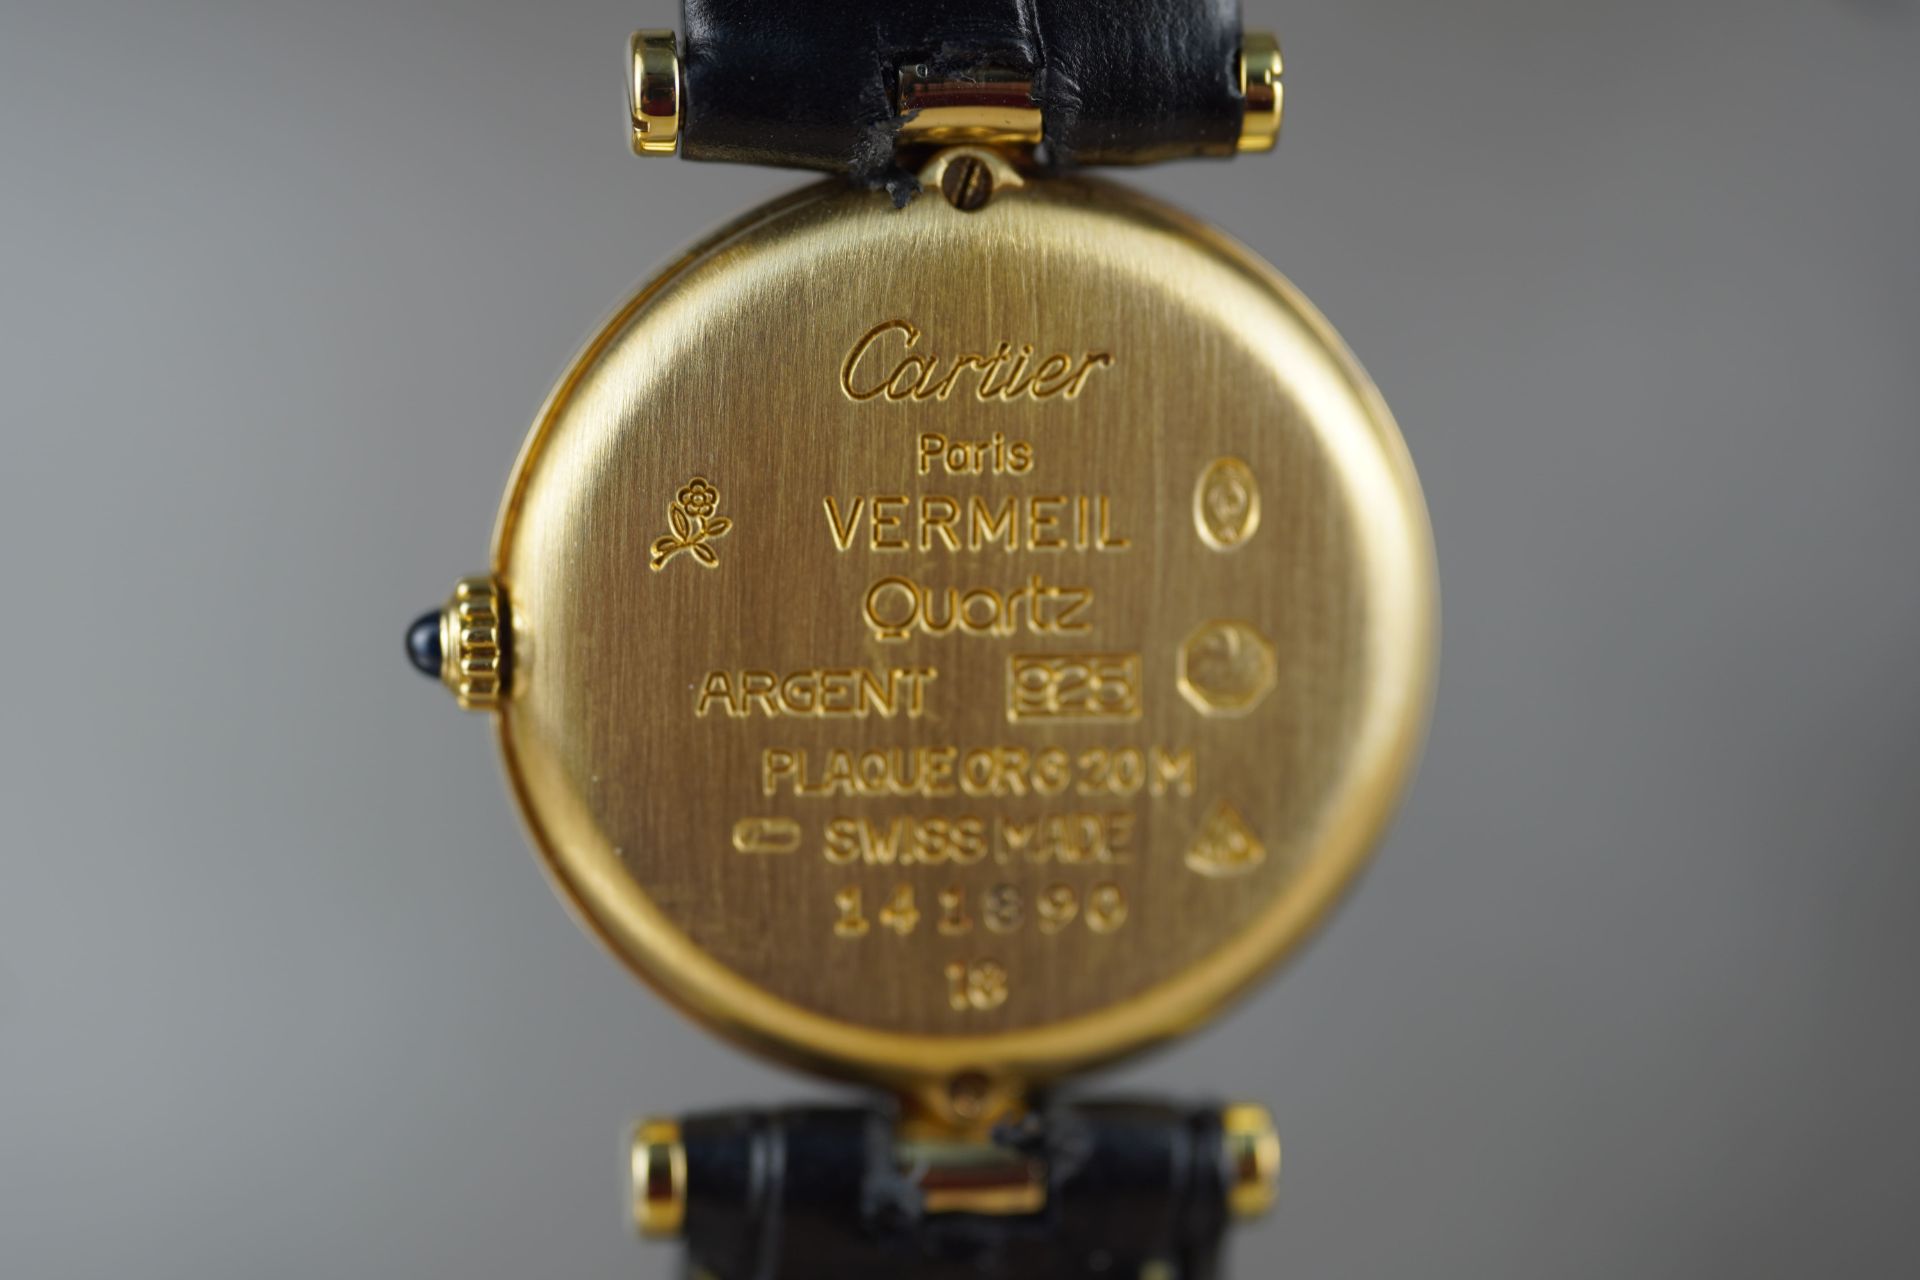 Cartier
Paris
VERMEIL
Quartz
ARGENT 925
PLAQUE OR G 20 M
SWISS MADE
141890
18